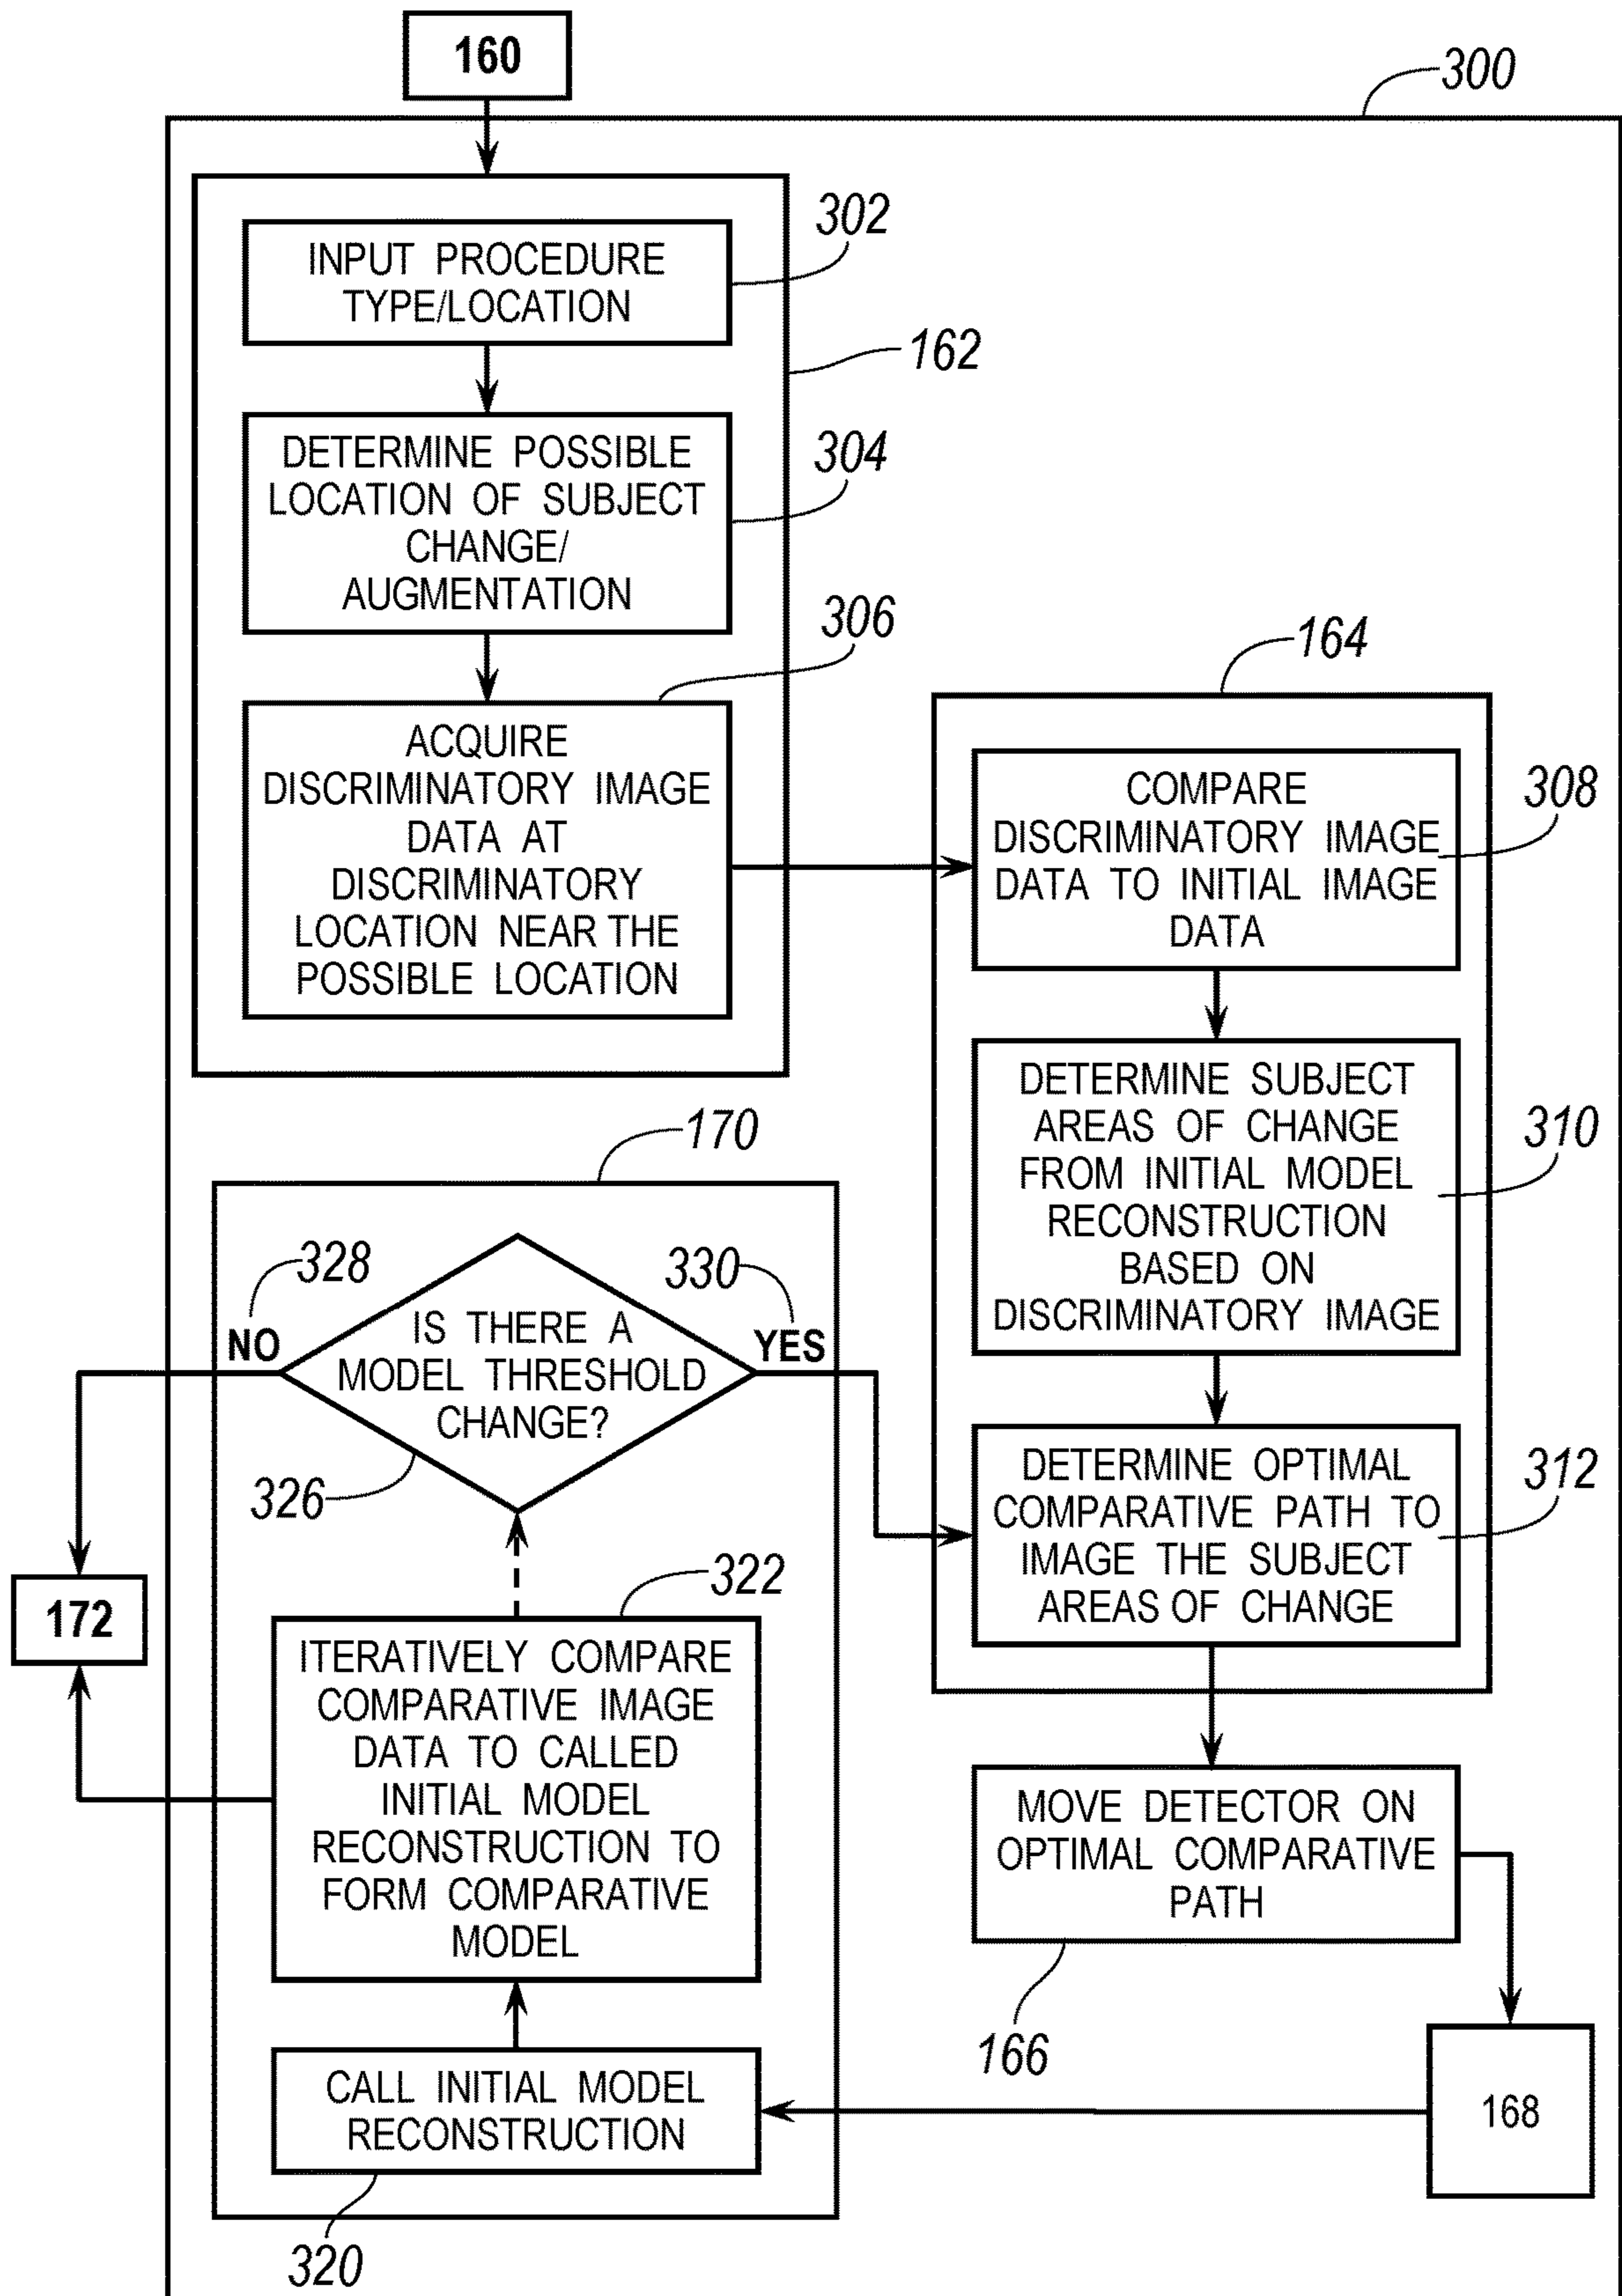 160
300
302
INPUT PROCEDURE
TYPE/LOCATION
162
DETERMINE POSSIBLE
LOCATION OF SUBJECT
CHANGE/
AUGMENTATION
304
306
ACQUIRE
DISCRIMINATORY IMAGE
DATA AT
DISCRIMINATORY
LOCATION NEAR THE
POSSIBLE LOCATION
164
COMPARE
DISCRIMINATORY IMAGE
DATA TO INITIAL IMAGE
DATA
308
DETERMINE SUBJECT
AREAS OF CHANGE
FROM INITIAL MODEL
RECONSTRUCTION
BASED ON
DISCRIMINATORY IMAGE
310
DETERMINE OPTIMAL
COMPARATIVE PATH TO
IMAGE THE SUBJECT
AREAS OF CHANGE
312
MOVE DETECTOR ON
OPTIMAL COMPARATIVE
PATH
166
168
170
328
330
NO
YES
IS THERE A
MODEL THRESHOLD
CHANGE?
326
172
322
ITERATIVELY COMPARE
COMPARATIVE IMAGE
DATA TO CALLED
INITIAL MODEL
RECONSTRUCTION TO
FORM COMPARATIVE
MODEL
CALL INITIAL MODEL
RECONSTRUCTION
320